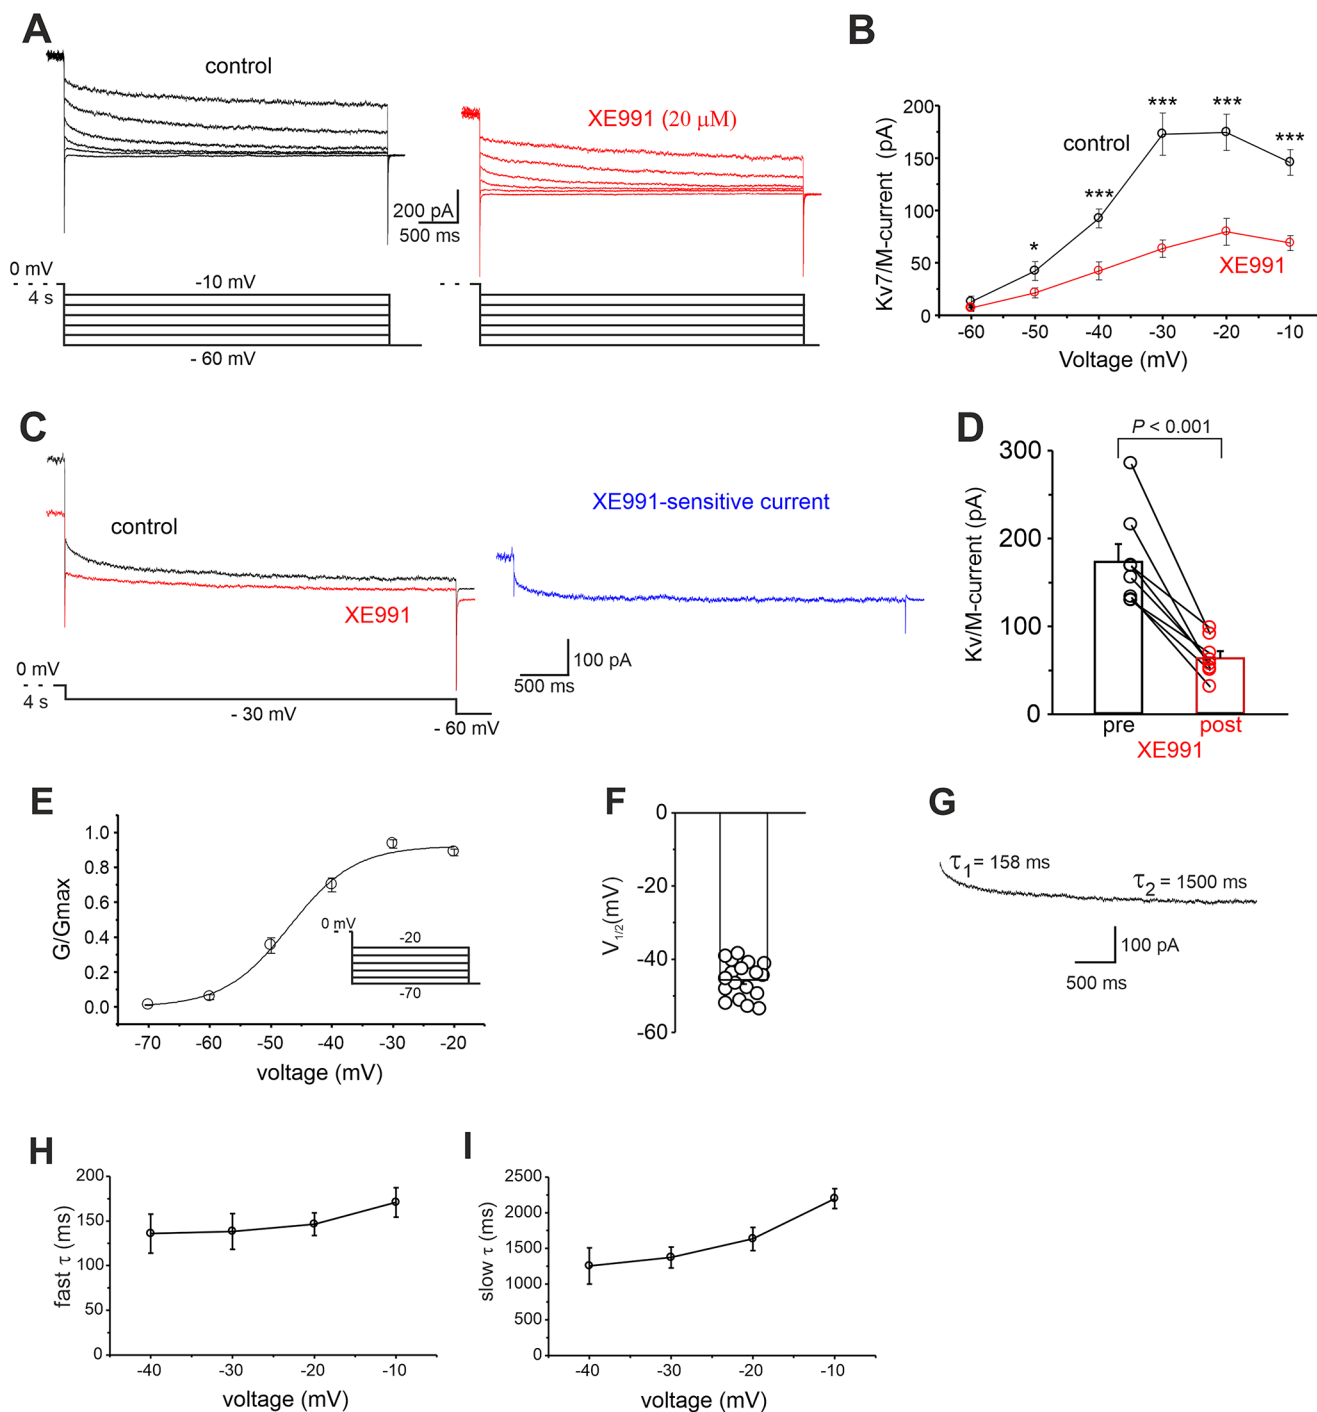 A
control
XE991 (20 μM)
200 pA
500 ms
0 mV
4 s
-10 mV
- 60 mV
B
***
***
***
***
*
control
XE991
200
150
100
50
0
Kv7/M-current (pA)
-60
-50
-40
-30
-20
-10
Voltage (mV)
C
control
XE991
XE991-sensitive current
100 pA
500 ms
0 mV
4 s
- 30 mV
- 60 mV
D
P < 0.001
300
200
100
0
Kv/M-current (pA)
pre
post
XE991
E
1.0
0.8
0.6
0.4
0.2
0.0
G/Gmax
0 mV
-20
-70
-70
-60
-50
-40
-30
-20
voltage (mV)
F
0
-20
-40
-60
V1/2(mV)
G
τ1 = 158 ms
τ2 = 1500 ms
100 pA
500 ms
H
200
150
100
50
0
fast τ (ms)
-40
-30
-20
-10
voltage (mV)
I
2500
2000
1500
1000
500
0
slow τ (ms)
-40
-30
-20
-10
voltage (mV)